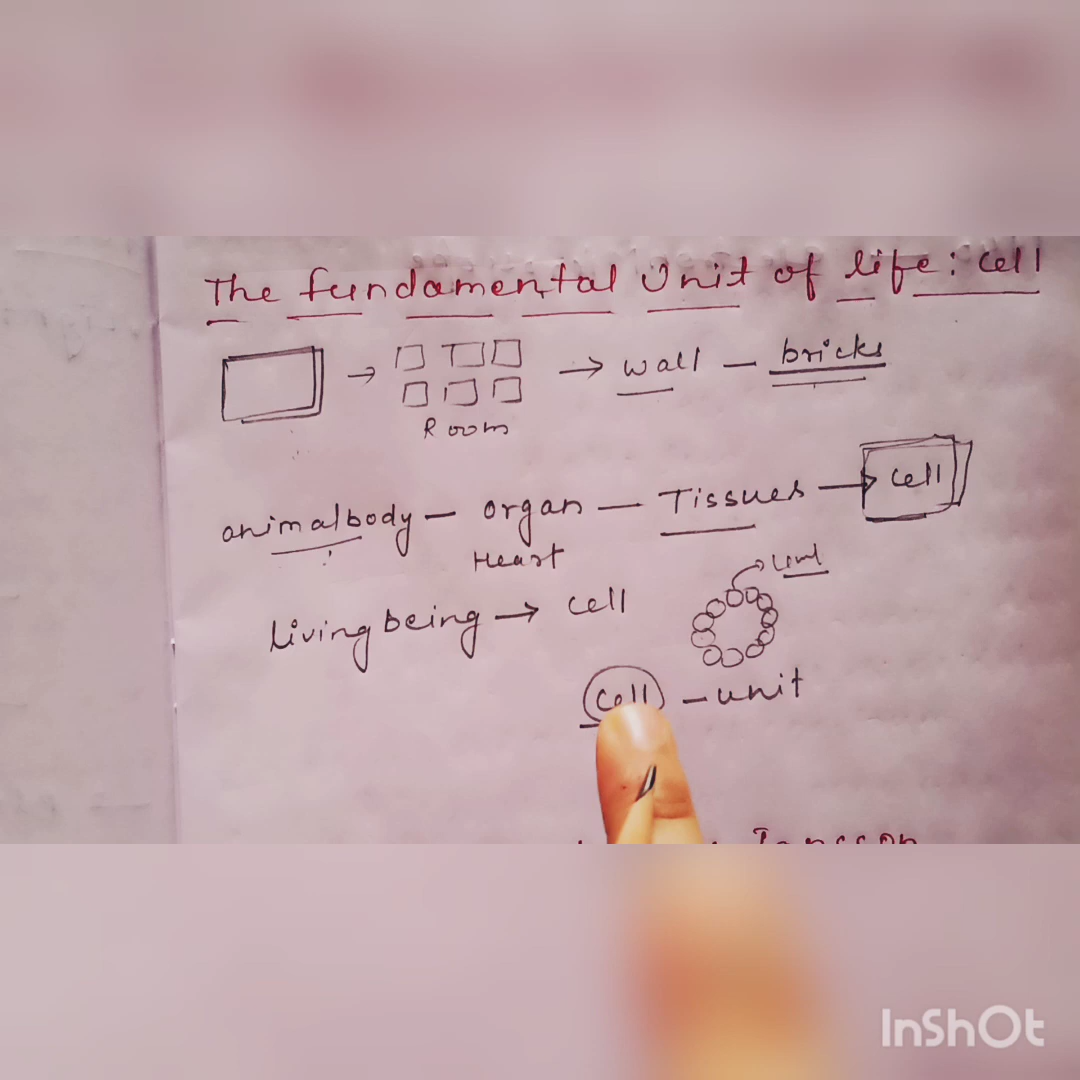 The fundamental Unit of life: cell
→ → wall - bricks
Room
animalbody - organ - Tissues → cell
Heart
Living being → cell
cell - unit
InShOt